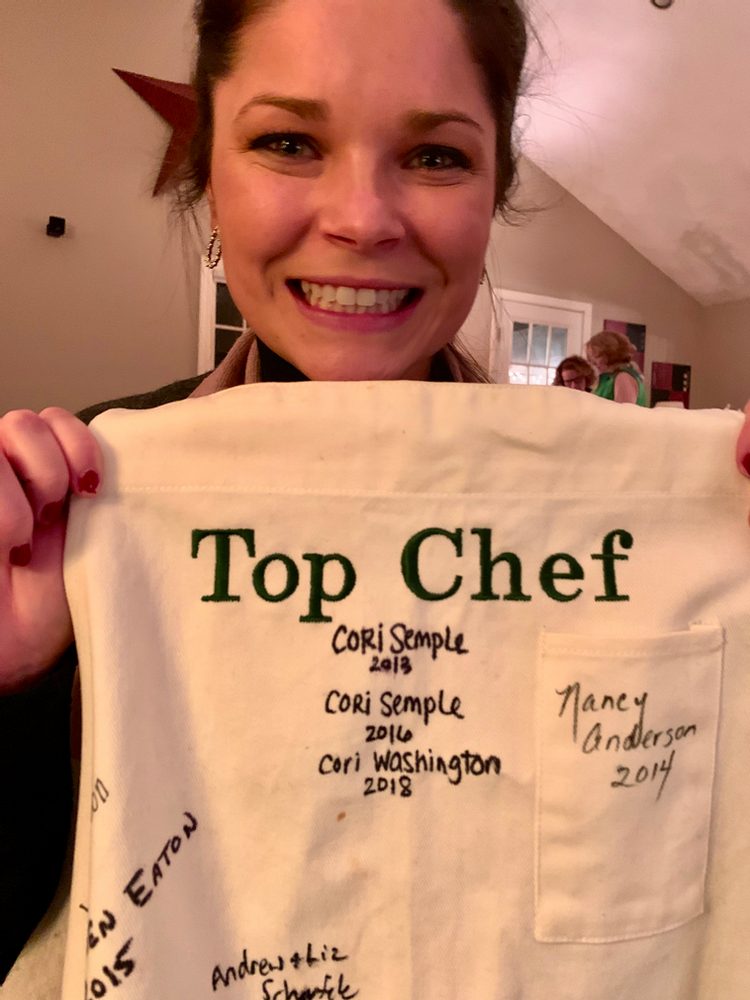 Top Chef
CORi Semple
2013
CORi Semple
2016
Cori Washington
2018
Nancy
Anderson
2014
EATON
Andrew + Liz